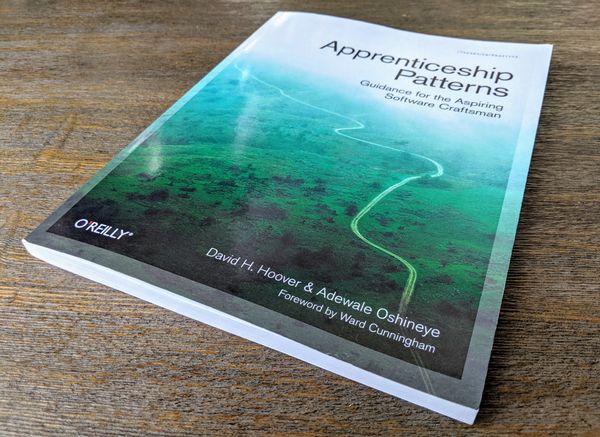 Apprenticeship
Patterns
Guidance for the Aspiring
Software Craftsman
O'REILLY®
David H. Hoover & Adewale Oshineye
Foreword by Ward Cunningham